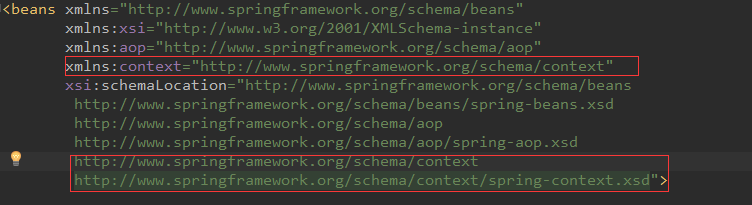 <beans xmlns="http://www.springframework.org/schema/beans"
xmlns:xsi="http://www.w3.org/2001/XMLSchema-instance"
xmlns:aop="http://www.springframework.org/schema/aop"
xmlns:context="http://www.springframework.org/schema/context"
xsi:schemaLocation="http://www.springframework.org/schema/beans
http://www.springframework.org/schema/beans/spring-beans.xsd
http://www.springframework.org/schema/aop
http://www.springframework.org/schema/aop/spring-aop.xsd
http://www.springframework.org/schema/context
http://www.springframework.org/schema/context/spring-context.xsd">